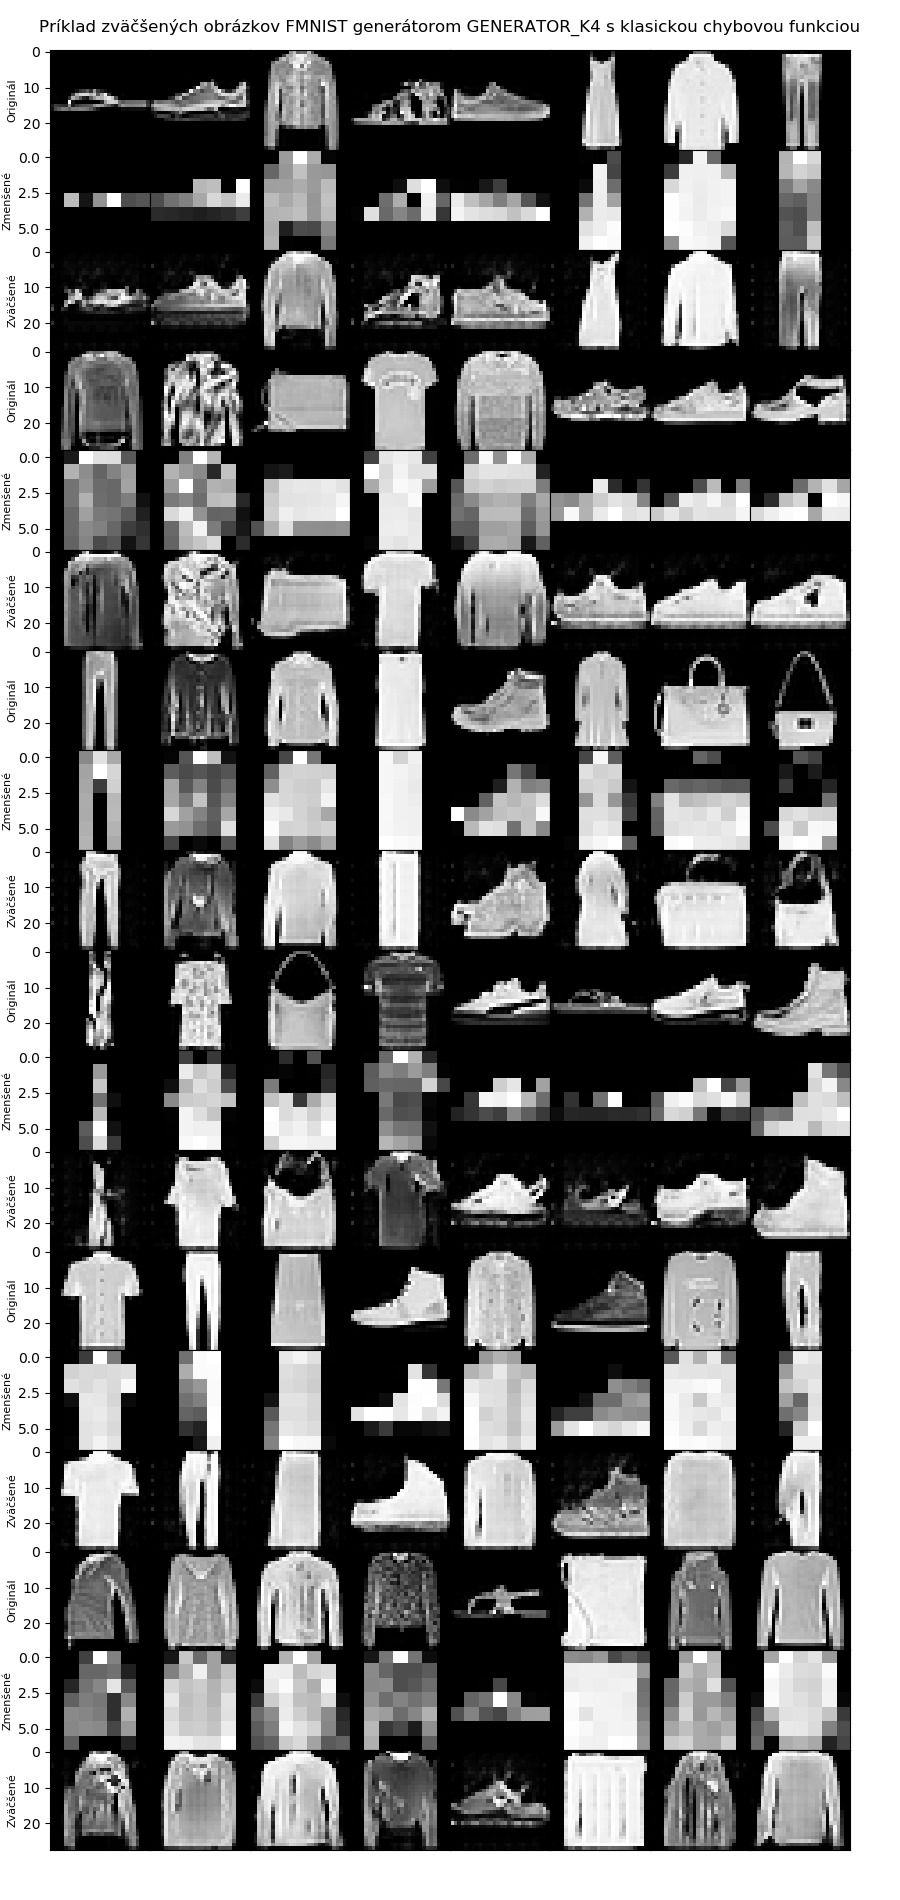 Príklad zväčšených obrázkov FMNIST generátorom GENERATOR_K4 s klasickou chybovou funkciou
0
10
20
Originál
0.0
2.5
5.0
Zmenšené
0
10
20
Zväčšené
0
10
20
Originál
0.0
2.5
5.0
Zmenšené
0
10
20
Zväčšené
0
10
20
Originál
0.0
2.5
5.0
Zmenšené
0
10
20
Zväčšené
0
10
20
Originál
0.0
2.5
5.0
Zmenšené
0
10
20
Zväčšené
0
10
20
Originál
0.0
2.5
5.0
Zmenšené
0
10
20
Zväčšené
0
10
20
Originál
0.0
2.5
5.0
Zmenšené
0
10
20
Zväčšené